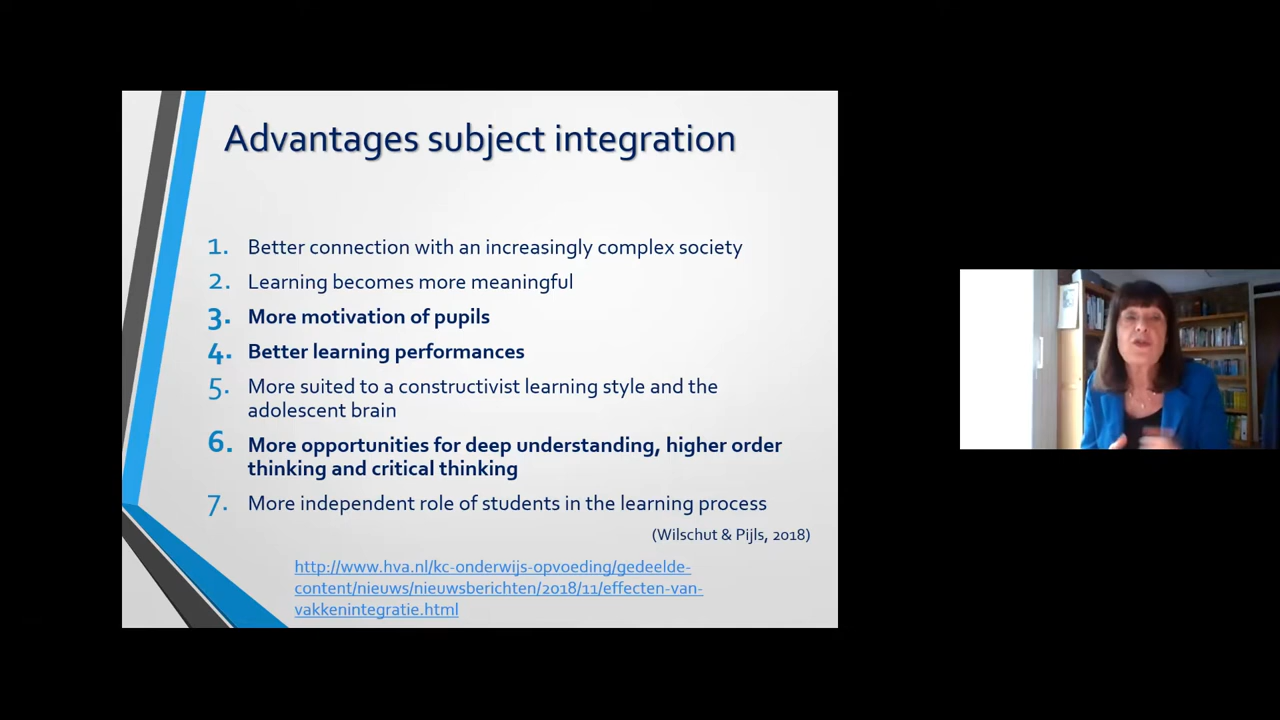 Advantages subject integration
1. Better connection with an increasingly complex society
2. Learning becomes more meaningful
3. More motivation of pupils
4. Better learning performances
5. More suited to a constructivist learning style and the
adolescent brain
6. More opportunities for deep understanding, higher order
thinking and critical thinking
7. More independent role of students in the learning process
(Wilschut & Pijls, 2018)
http://www.hva.nl/kc-onderwijs-opvoeding/gedeelde-
content/nieuws/nieuwsberichten/2018/11/effecten-van-
vakkenintegratie.html